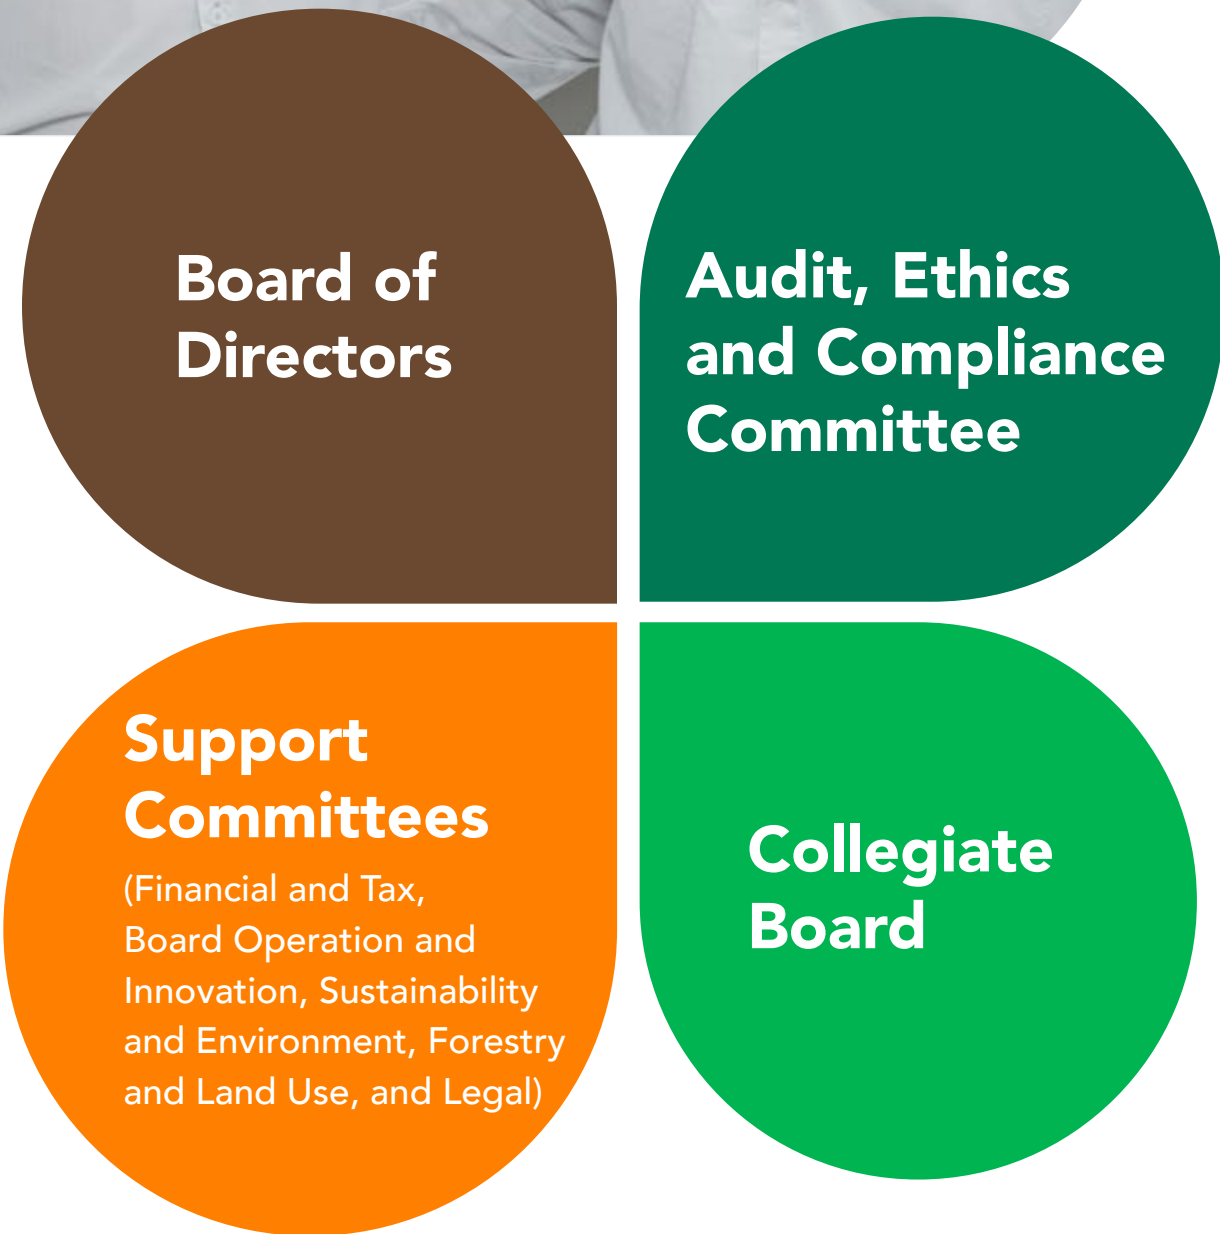 Board of
Directors
Audit, Ethics
and Compliance
Committee
Support
Committees
(Financial and Tax,
Board Operation and
Innovation, Sustainability
and Environment, Forestry
and Land Use, and Legal)
Collegiate
Board